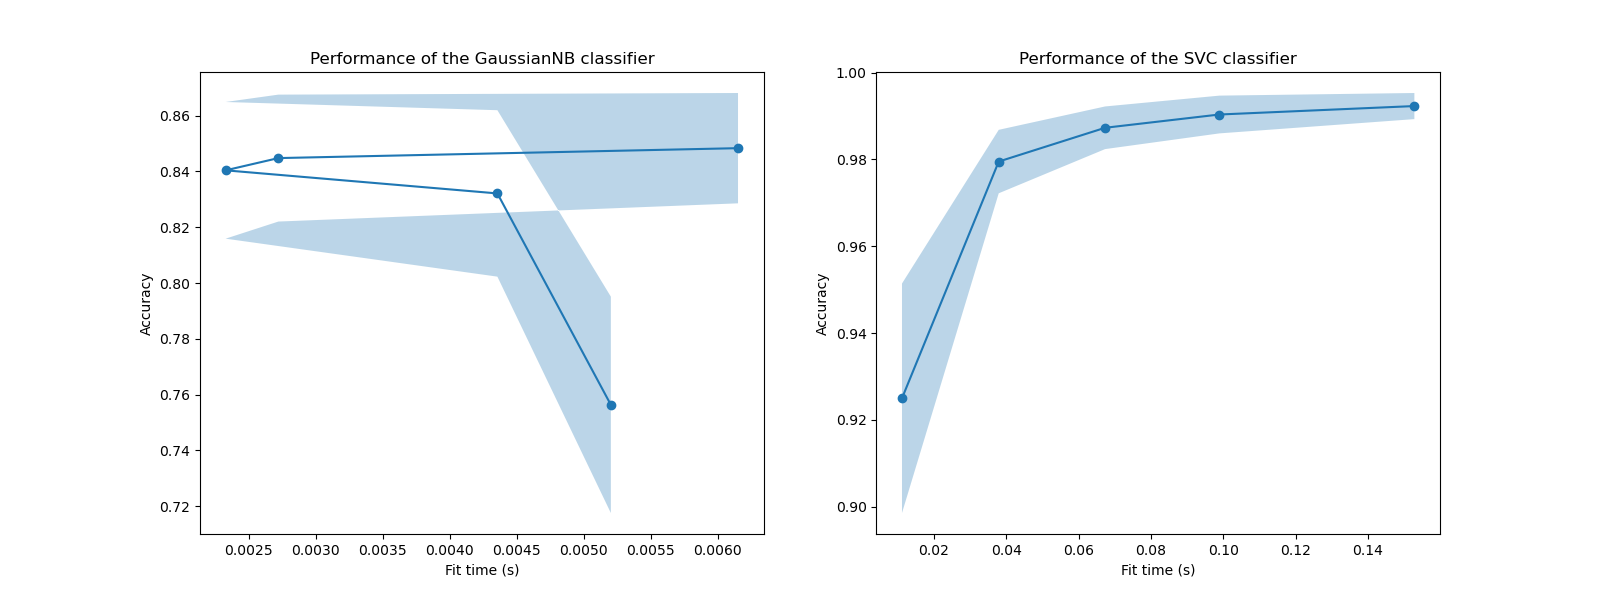 Performance of the GaussianNB classifier
Accuracy
0.86
0.84
0.82
0.80
0.78
0.76
0.74
0.72
0.0025 0.0030 0.0035 0.0040 0.0045 0.0050 0.0055 0.0060
Fit time (s)
Performance of the SVC classifier
Accuracy
1.00
0.98
0.96
0.94
0.92
0.90
0.02 0.04 0.06 0.08 0.10 0.12 0.14
Fit time (s)